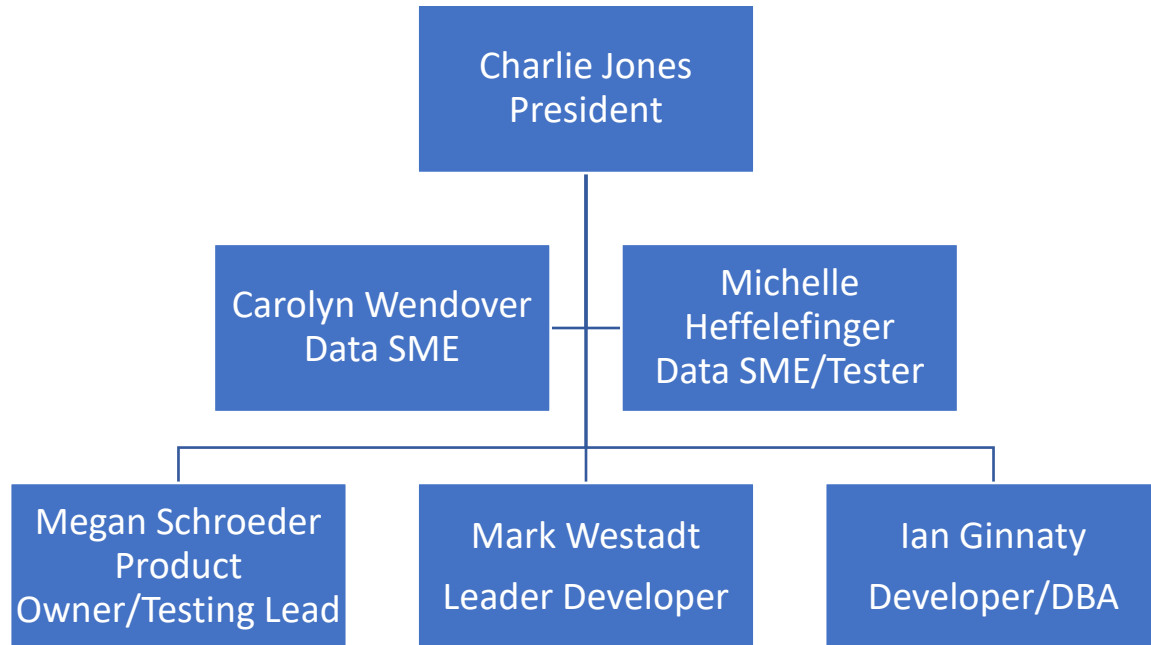 Charlie Jones
President
Carolyn Wendover
Data SME
Michelle
Heffelefinger
Data SME/Tester
Megan Schroeder
Product
Owner/Testing Lead
Mark Westadt
Leader Developer
Ian Ginnaty
Developer/DBA